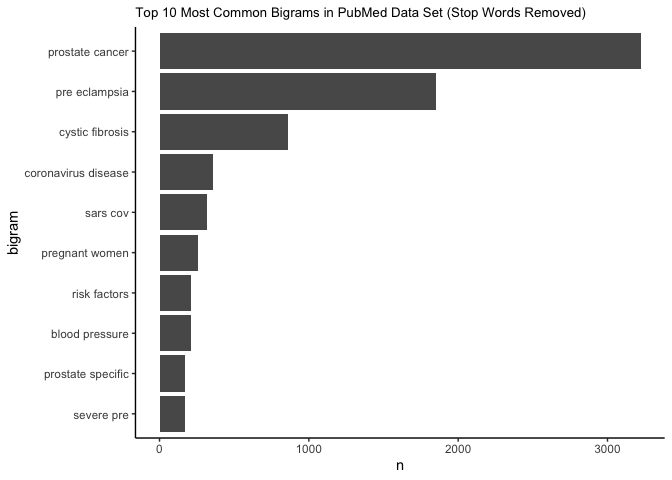 Top 10 Most Common Bigrams in PubMed Data Set (Stop Words Removed)
prostate cancer
pre eclampsia
cystic fibrosis
coronavirus disease
sars cov
pregnant women
risk factors
blood pressure
prostate specific
severe pre
bigram
0 1000 2000 3000
n